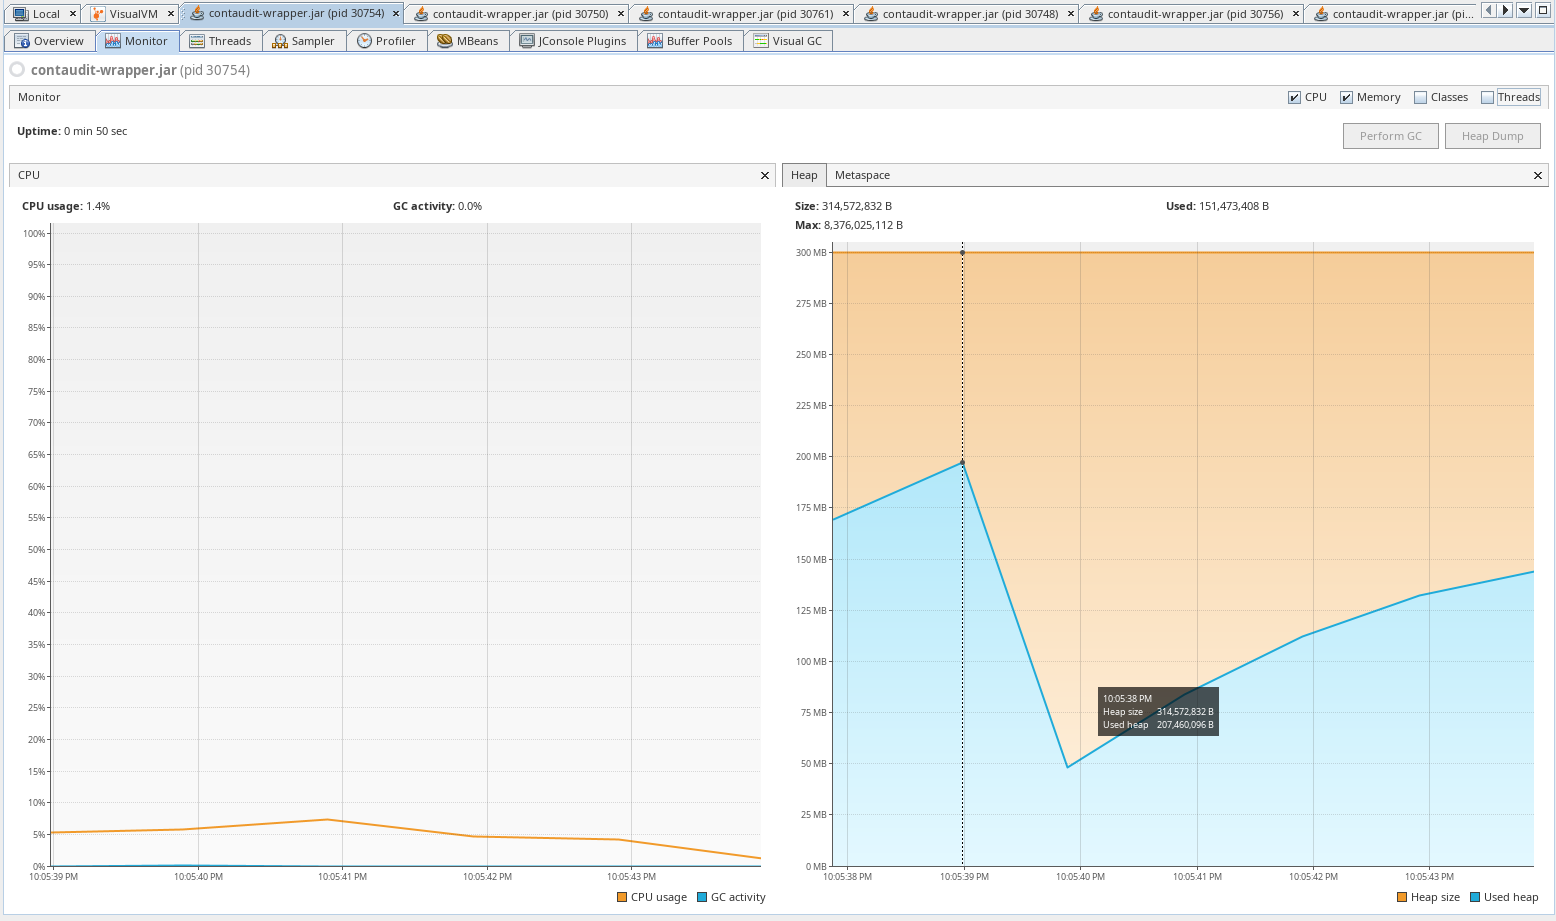 Local × VisualVM × contaudit-wrapper.jar (pid 30754) × contaudit-wrapper.jar (pid 30750) × contaudit-wrapper.jar (pid 30761) × contaudit-wrapper.jar (pid 30748) × contaudit-wrapper.jar (pid 30756) × contaudit-wrapper.jar (pi...
Overview Monitor Threads Sampler Profiler MBeans JConsole Plugins Buffer Pools Visual GC
contaudit-wrapper.jar (pid 30754)
Monitor CPU Memory Classes Threads
Uptime: 0 min 50 sec Perform GC Heap Dump
CPU ×
CPU usage: 1.4% GC activity: 0.0%
100%
95%
90%
85%
80%
75%
70%
65%
60%
55%
50%
45%
40%
35%
30%
25%
20%
15%
10%
5%
0%
10:05:39 PM 10:05:40 PM 10:05:41 PM 10:05:42 PM 10:05:43 PM
CPU usage GC activity
Heap Metaspace ×
Size: 314,572,832 B Used: 151,473,408 B
Max: 8,376,025,112 B
300 MB
275 MB
250 MB
225 MB
200 MB
175 MB
150 MB
125 MB
100 MB
75 MB
50 MB
25 MB
0 MB
10:05:38 PM
Heap size 314,572,832 B
Used heap 207,460,096 B
10:05:38 PM 10:05:39 PM 10:05:40 PM 10:05:41 PM 10:05:42 PM 10:05:43 PM
Heap size Used heap